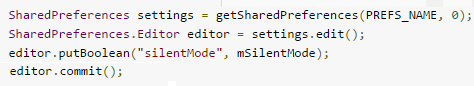 SharedPreferences settings = getSharedPreferences(PREFS_NAME, 0);
SharedPreferences.Editor editor = settings.edit();
editor.putBoolean("silentMode", mSilentMode);
editor.commit();